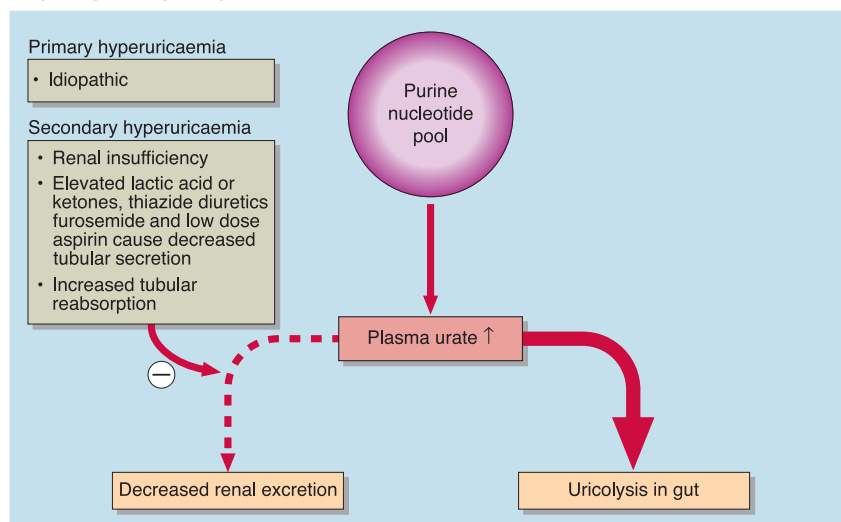 Primary hyperuricaemia
• Idiopathic
Secondary hyperuricaemia
• Renal insufficiency
• Elevated lactic acid or
ketones, thiazide diuretics
furosemide and low dose
aspirin cause decreased
tubular secretion
• Increased tubular
reabsorption
Purine
nucleotide
pool
Plasma urate ↑
−
Decreased renal excretion
Uricolysis in gut